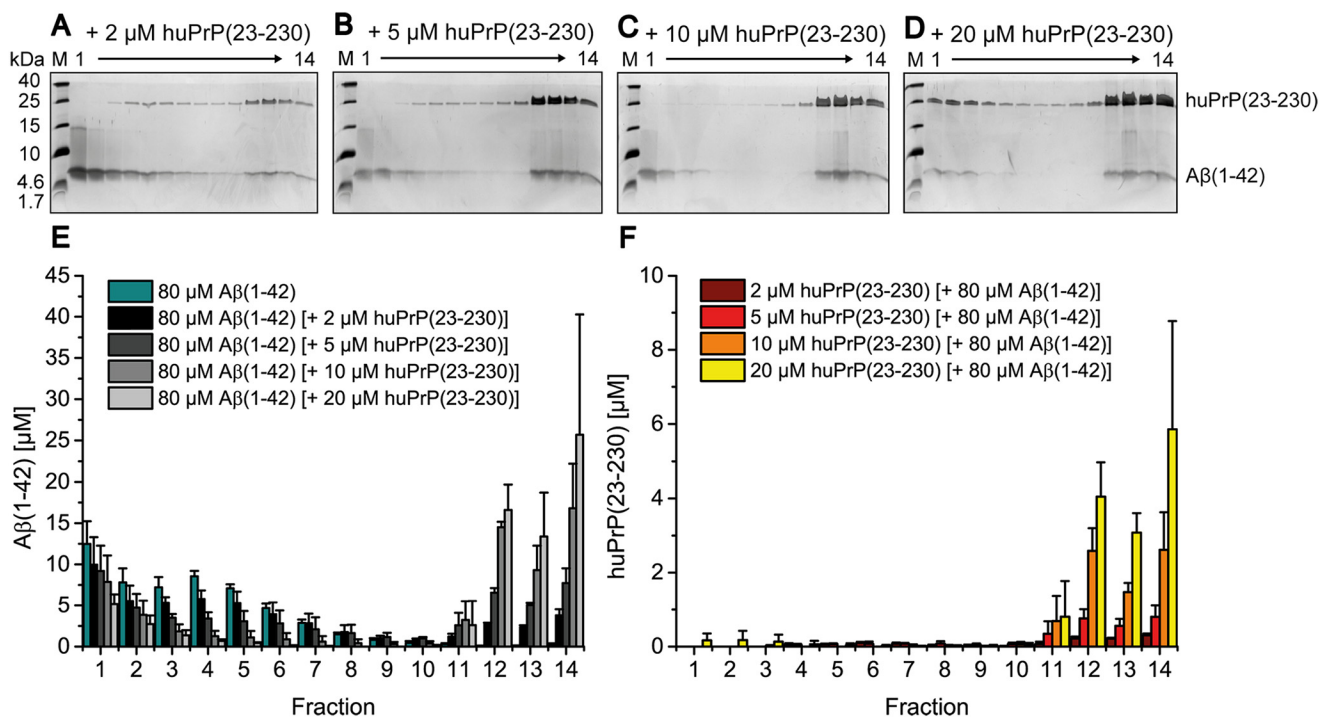 A + 2 µM huPrP(23-230)
B + 5 µM huPrP(23-230)
C + 10 µM huPrP(23-230)
D + 20 µM huPrP(23-230)
kDa M 1 14
M 1 14
M 1 14
M 1 14
40
25
15
10
4.6
1.7
huPrP(23-230)
Aβ(1-42)
E
45
40
35
30
25
20
15
10
5
0
Aβ(1-42) [µM]
80 µM Aβ(1-42)
80 µM Aβ(1-42) [+ 2 µM huPrP(23-230)]
80 µM Aβ(1-42) [+ 5 µM huPrP(23-230)]
80 µM Aβ(1-42) [+ 10 µM huPrP(23-230)]
80 µM Aβ(1-42) [+ 20 µM huPrP(23-230)]
1 2 3 4 5 6 7 8 9 10 11 12 13 14
Fraction
F
10
8
6
4
2
0
huPrP(23-230) [µM]
2 µM huPrP(23-230) [+ 80 µM Aβ(1-42)]
5 µM huPrP(23-230) [+ 80 µM Aβ(1-42)]
10 µM huPrP(23-230) [+ 80 µM Aβ(1-42)]
20 µM huPrP(23-230) [+ 80 µM Aβ(1-42)]
1 2 3 4 5 6 7 8 9 10 11 12 13 14
Fraction